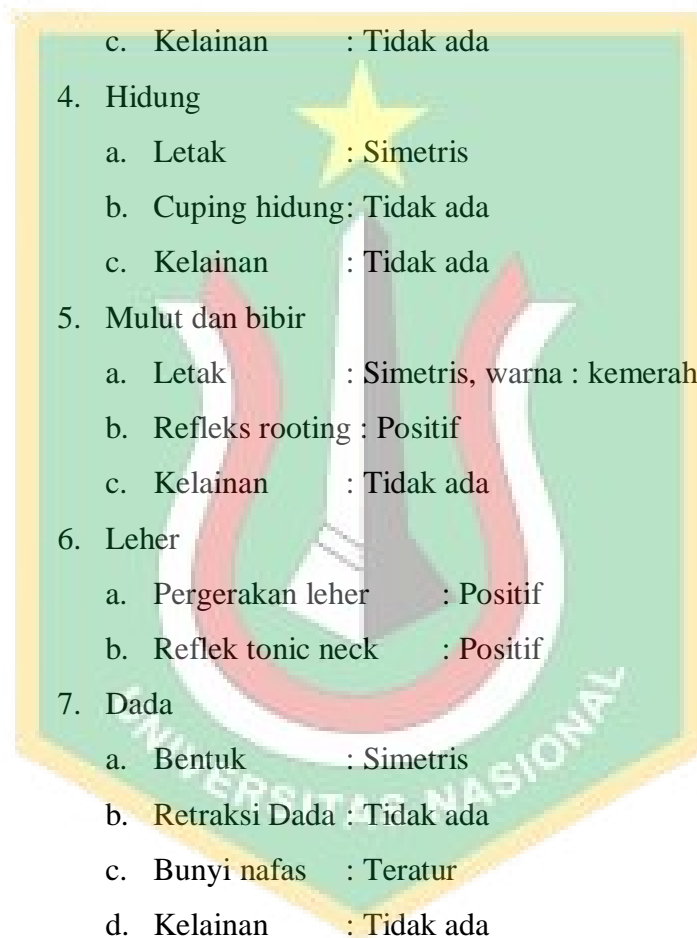 c. Kelainan : Tidak ada
4. Hidung
a. Letak : Simetris
b. Cuping hidung: Tidak ada
c. Kelainan : Tidak ada
5. Mulut dan bibir
a. Letak : Simetris, warna : kemerah
b. Refleks rooting : Positif
c. Kelainan : Tidak ada
6. Leher
a. Pergerakan leher : Positif
b. Reflek tonic neck : Positif
7. Dada
a. Bentuk : Simetris
b. Retraksi Dada : Tidak ada
c. Bunyi nafas : Teratur
d. Kelainan : Tidak ada
UNIVERSITAS NASIONAL